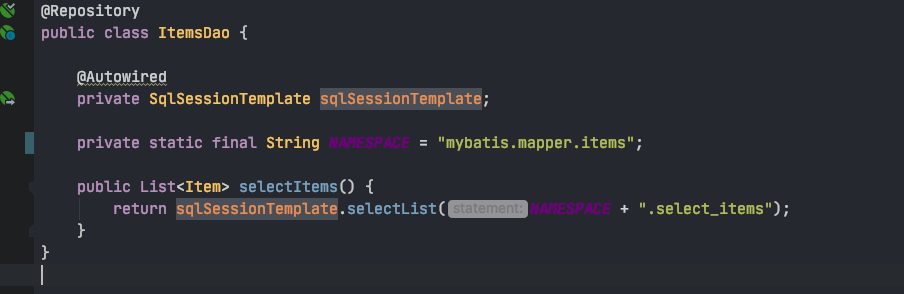 @Repository
public class ItemsDao {
@Autowired
private SqlSessionTemplate sqlSessionTemplate;
private static final String NAMESPACE = "mybatis.mapper.items";
public List<Item> selectItems() {
return sqlSessionTemplate.selectList( statement: NAMESPACE + ".select_items");
}
}